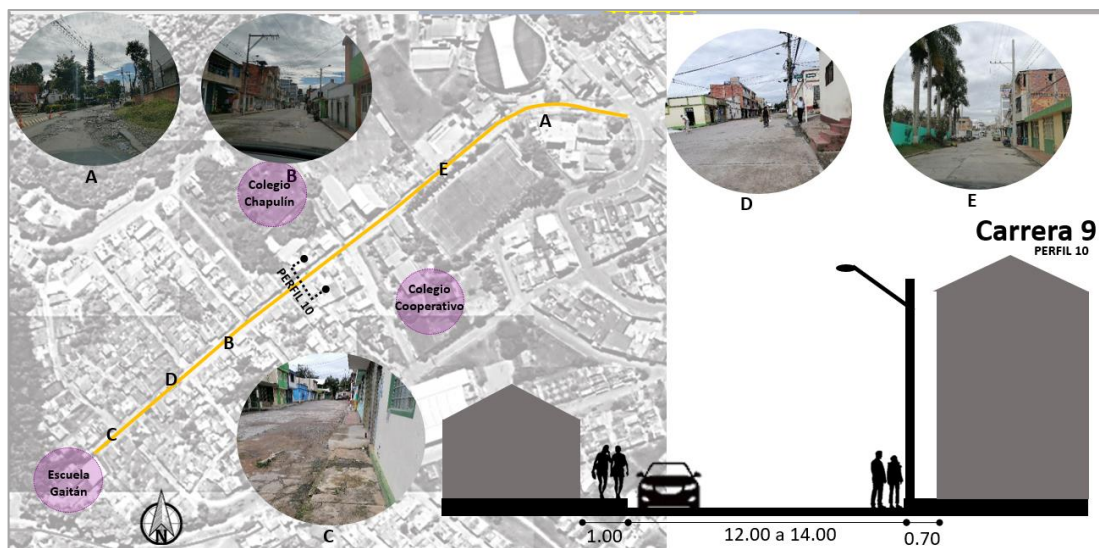 A
B
Colegio
Chapulín
A
E
D
E
Carrera 9
PERFIL 10
PERFIL 10
Colegio
Cooperativo
B
D
C
Escuela
Gaitán
N
C
1.00
12.00 a 14.00
0.70